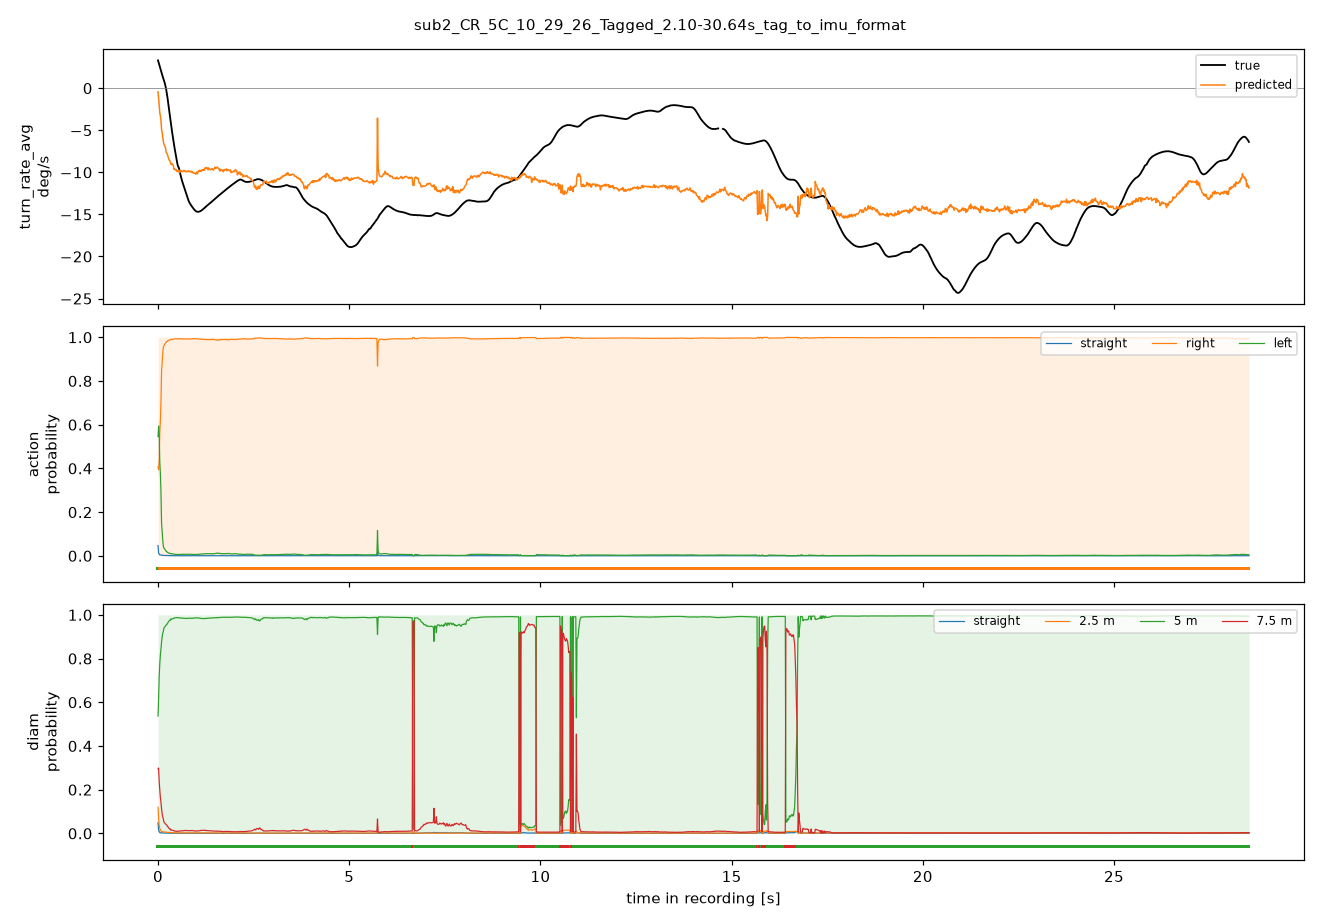 sub2_CR_5C_10_29_26_Tagged_2.10-30.64s_tag_to_imu_format
turn_rate_avg
deg/s
0
−5
−10
−15
−20
−25
true
predicted
action
probability
1.0
0.8
0.6
0.4
0.2
0.0
straight right left
diam
probability
1.0
0.8
0.6
0.4
0.2
0.0
straight 2.5 m 5 m 7.5 m
0 5 10 15 20 25
time in recording [s]